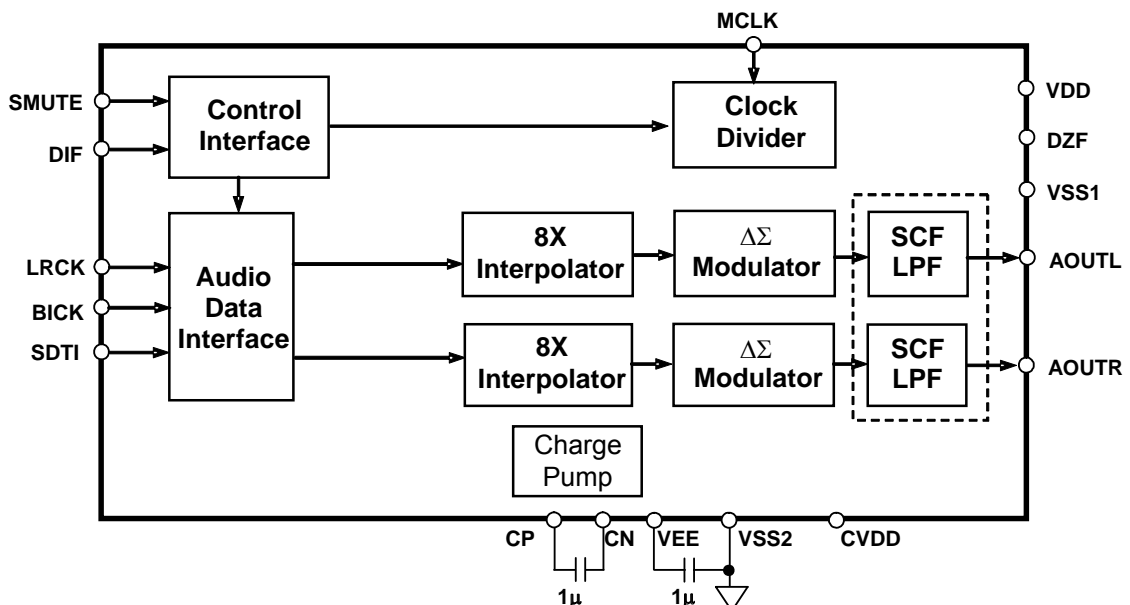 MCLK
SMUTE
DIF
Control
Interface
Clock
Divider
VDD
DZF
VSS1
LRCK
BICK
SDTI
Audio
Data
Interface
8X
Interpolator
ΔΣ
Modulator
SCF
LPF
AOUTL
8X
Interpolator
ΔΣ
Modulator
SCF
LPF
AOUTR
Charge
Pump
CP
CN
VEE
VSS2
CVDD
1μ
1μ